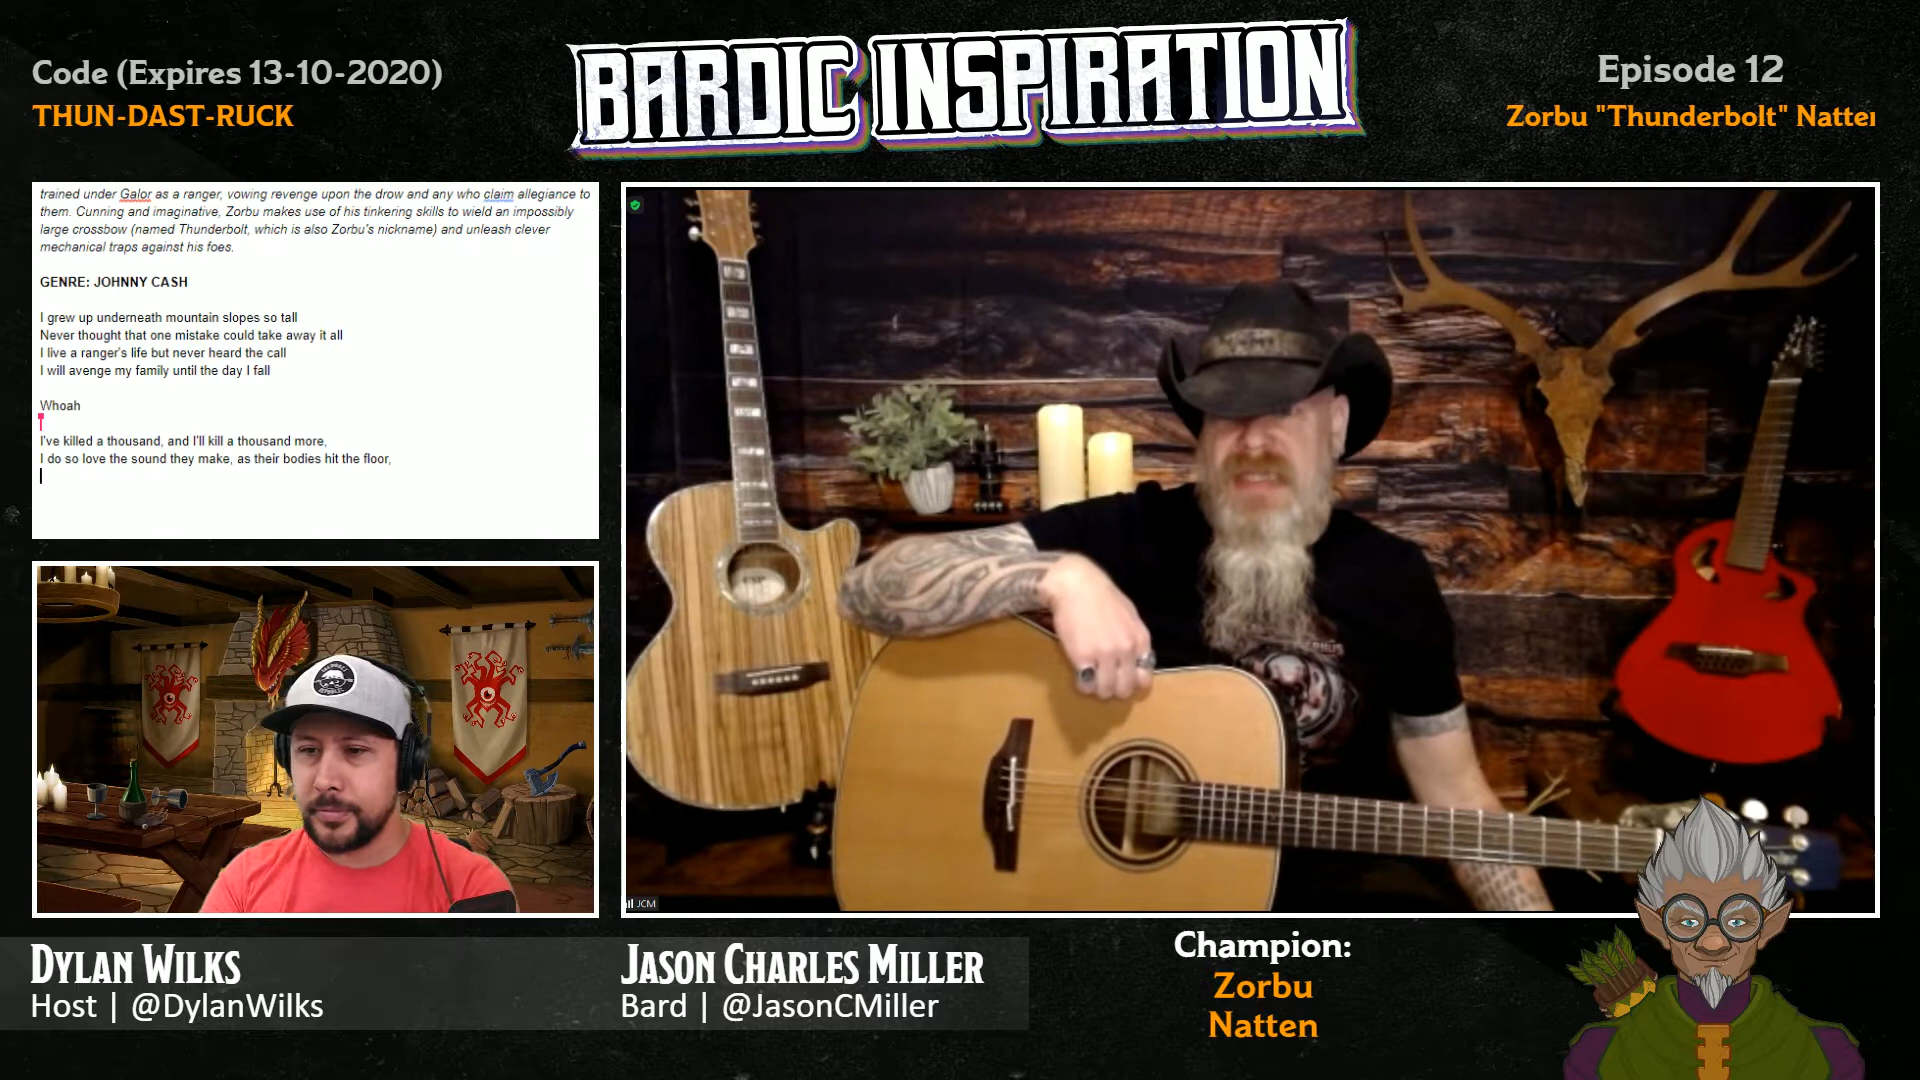 Code (Expires 13-10-2020)
THUN-DAST-RUCK
BARDIC INSPIRATION
Episode 12
Zorbu "Thunderbolt" Natten
trained under Galor as a ranger, vowing revenge upon the drow and any who claim allegiance to
them. Cunning and imaginative, Zorbu makes use of his tinkering skills to wield an impossibly
large crossbow (named Thunderbolt, which is also Zorbu's nickname) and unleash clever
mechanical traps against his foes.
GENRE: JOHNNY CASH
I grew up underneath mountain slopes so tall
Never thought that one mistake could take away it all
I live a ranger's life but never heard the call
I will avenge my family until the day I fall
Whoah
I've killed a thousand, and I'll kill a thousand more,
I do so love the sound they make, as their bodies hit the floor,
JCM
DYLAN WILKS
Host | @DylanWilks
JASON CHARLES MILLER
Bard | @JasonCMiller
Champion:
Zorbu
Natten